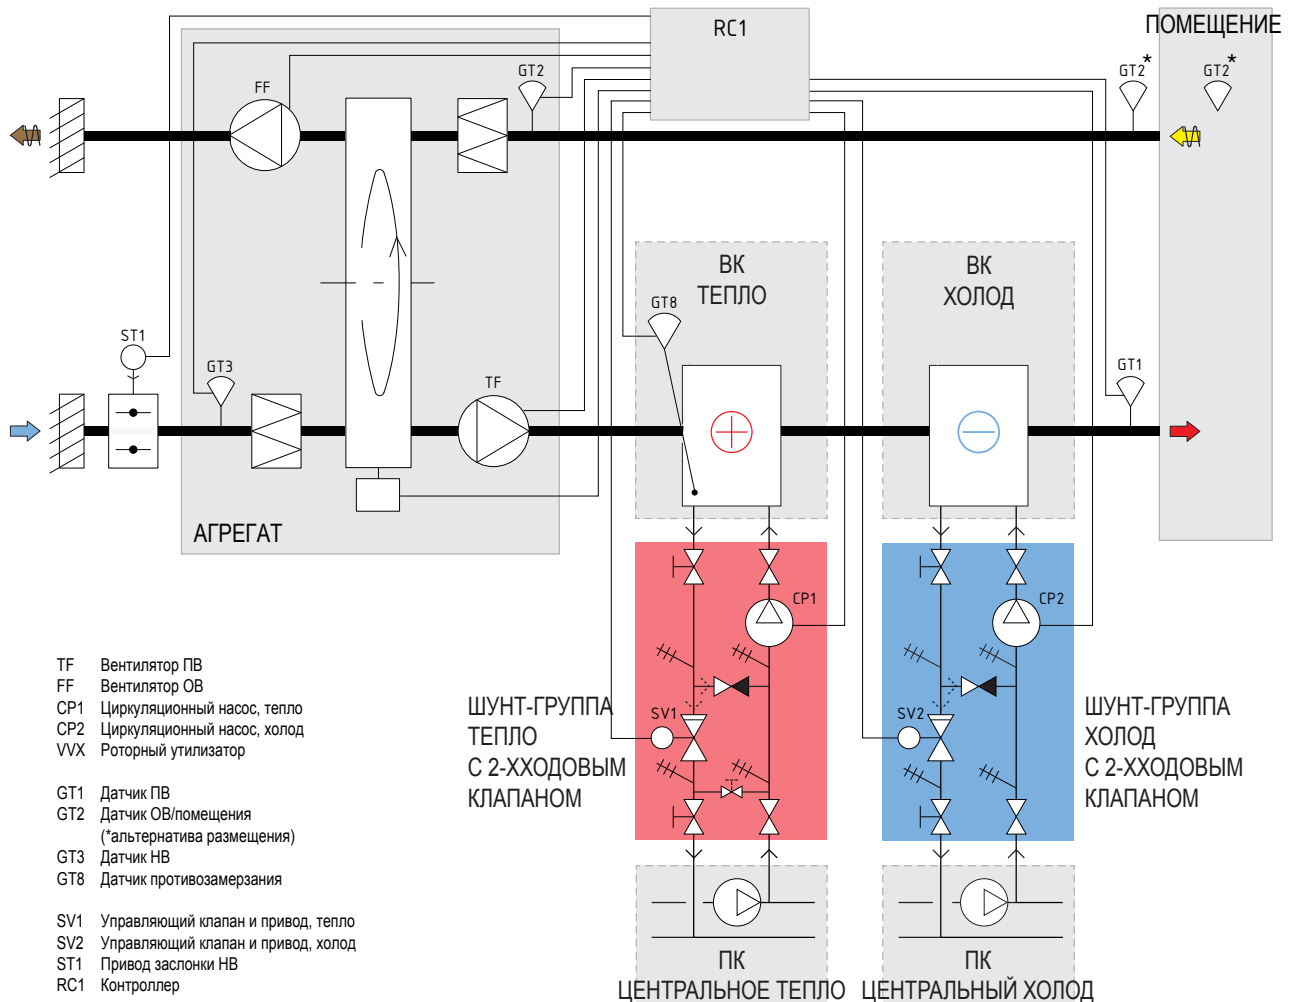 RC1
ПОМЕЩЕНИЕ
GT2
GT2*
GT2*
FF
ВК
ТЕПЛО
ВК
ХОЛОД
GT8
ST1
GT3
TF
GT1
АГРЕГАТ
CP1
CP2
ШУНТ-ГРУППА
ТЕПЛО
С 2-ХХОДОВЫМ
КЛАПАНОМ
SV1
SV2
ШУНТ-ГРУППА
ХОЛОД
С 2-ХХОДОВЫМ
КЛАПАНОМ
ПК
ЦЕНТРАЛЬНОЕ ТЕПЛО
ПК
ЦЕНТРАЛЬНЫЙ ХОЛОД
TF Вентилятор ПВ
FF Вентилятор ОВ
CP1 Циркуляционный насос, тепло
CP2 Циркуляционный насос, холод
VVX Роторный утилизатор
GT1 Датчик ПВ
GT2 Датчик ОВ/помещения
(*альтернатива размещения)
GT3 Датчик НВ
GT8 Датчик противозамерзания
SV1 Управляющий клапан и привод, тепло
SV2 Управляющий клапан и привод, холод
ST1 Привод заслонки НВ
RC1 Контроллер